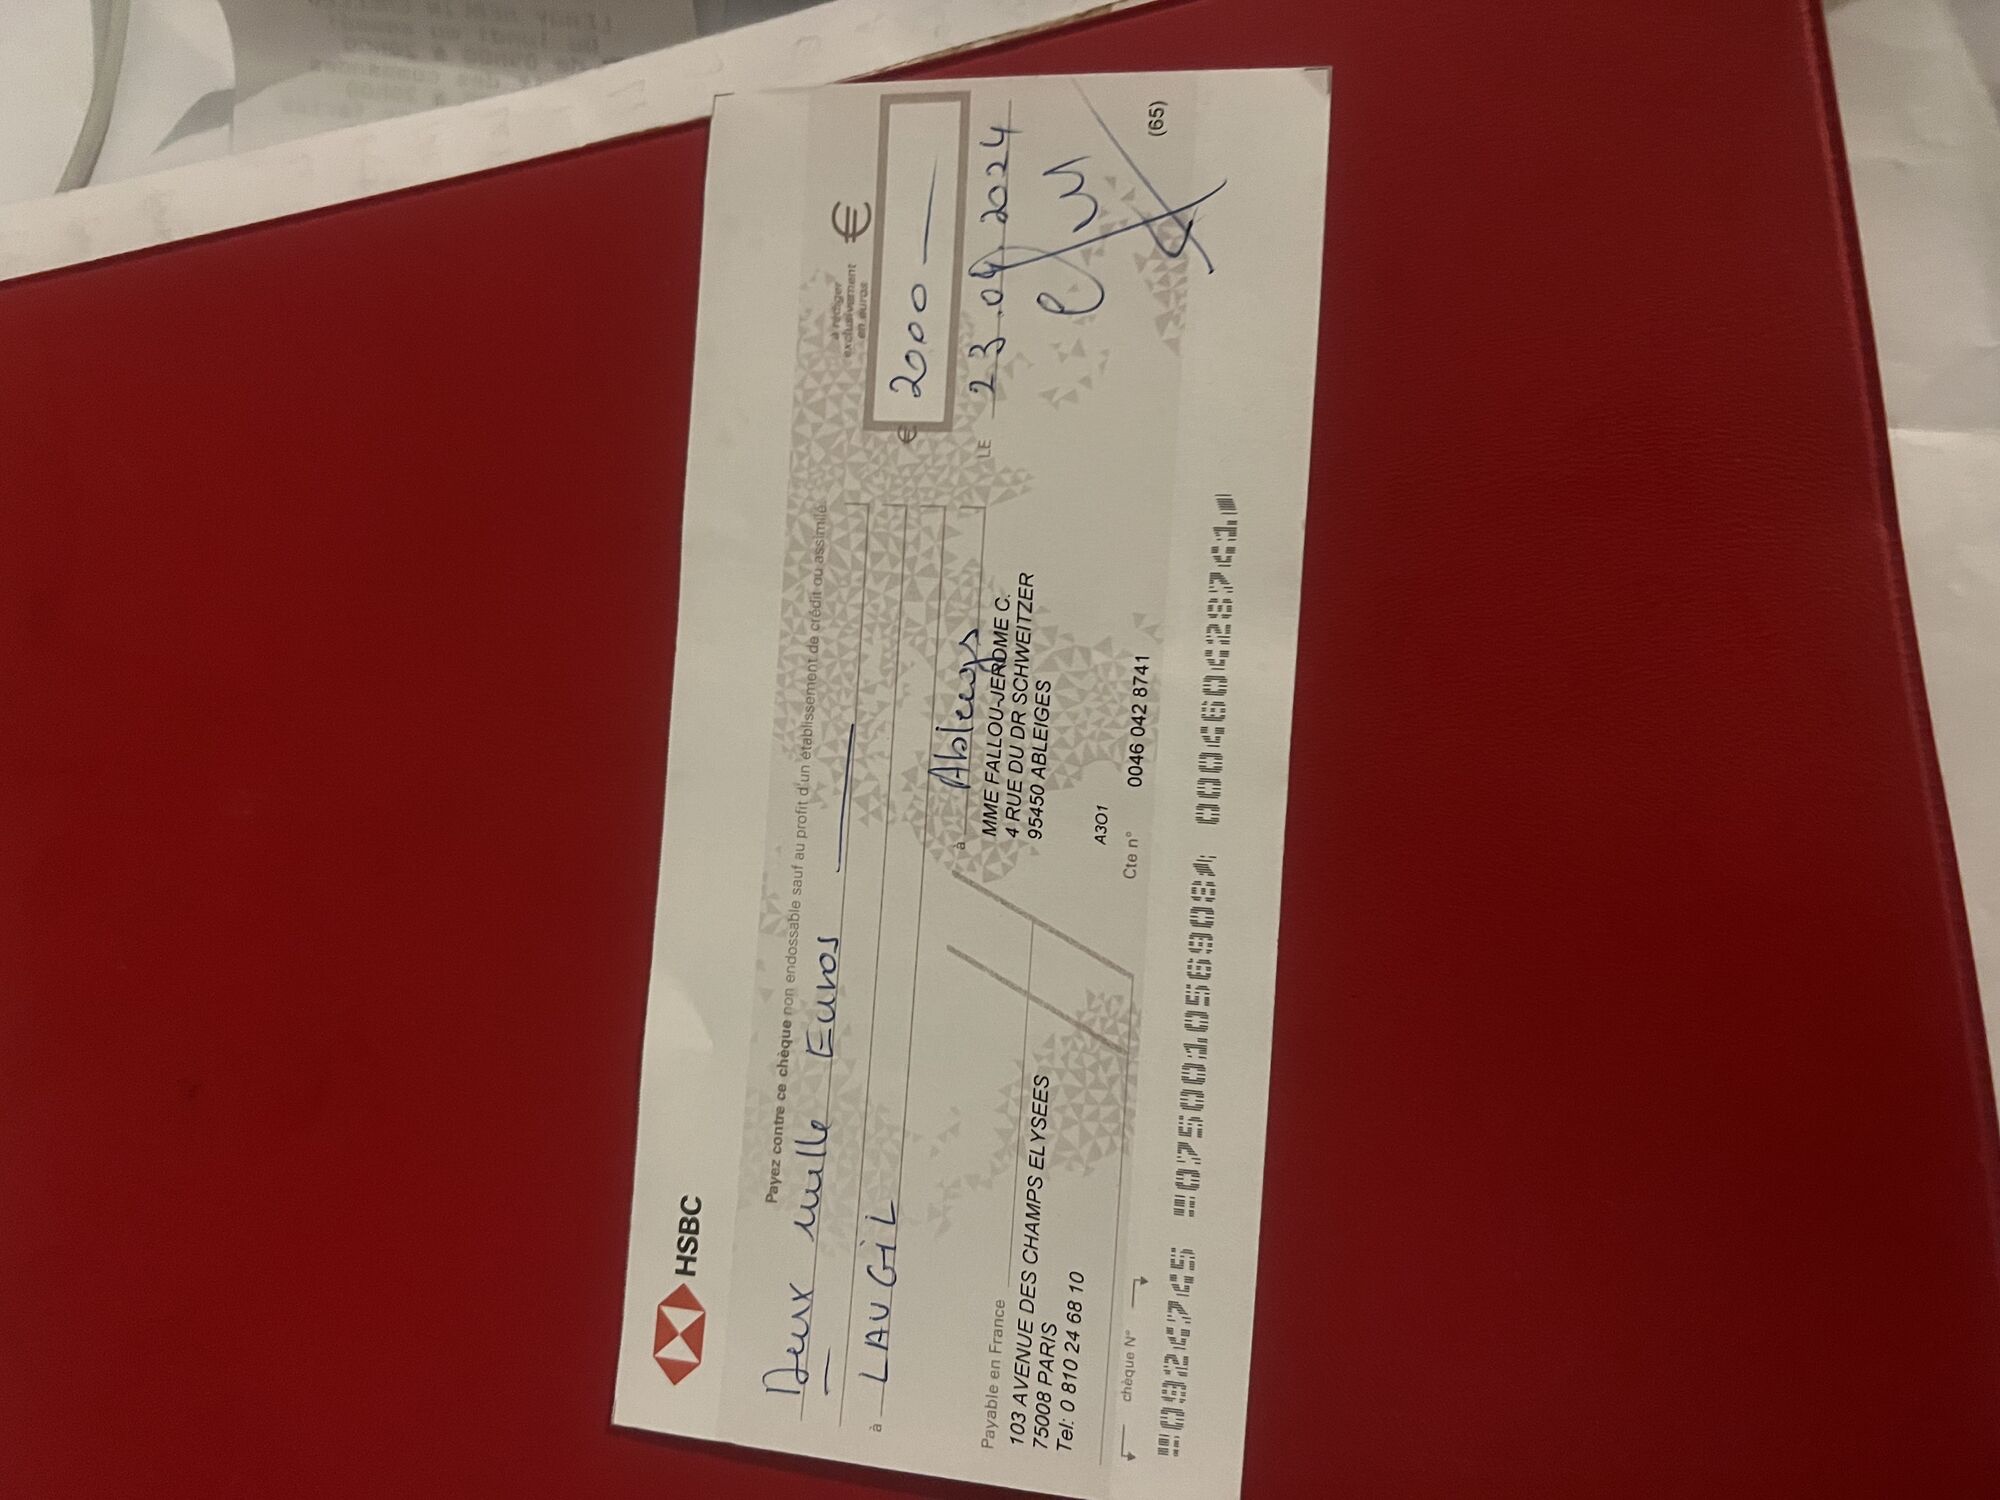 HSBC
Payez contre ce chèque non endossable sauf au profit d'un établissement de crédit ou assimilé
à rédiger
exclusivement
en euros
€
Deux mille Euros
à LAUGIL
€ 2000
à Ableiges
LE 23.04.2024
Payable en France
103 AVENUE DES CHAMPS ELYSEES
75008 PARIS
Tel: 0 810 24 68 10
MME FALLOU-JEROME C.
4 RUE DU DR SCHWEITZER
95450 ABLEIGES
A3O1
Cte n° 0046 042 8741
(65)
chèque N°